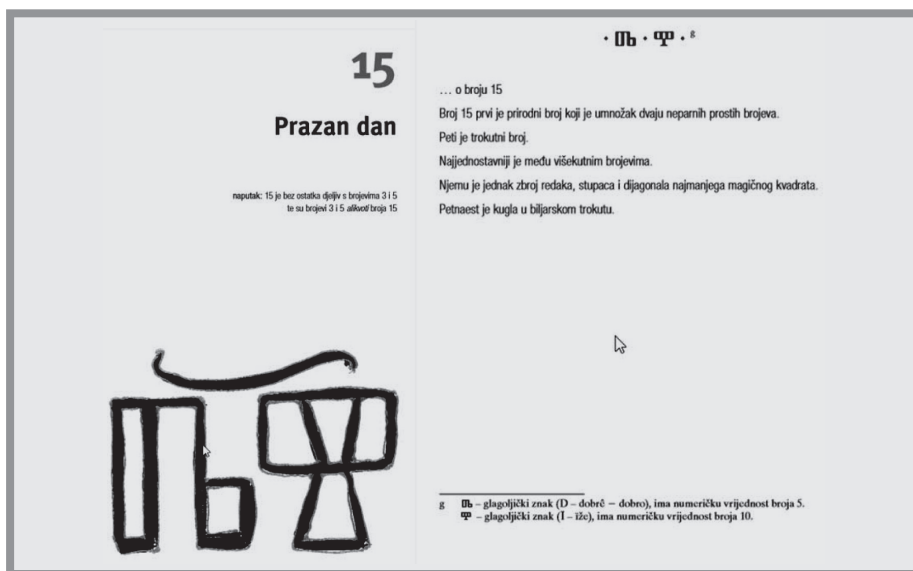 15
Prazan dan
naputak: 15 je bez ostatka djeljiv s brojevima 3 i 5
te su brojevi 3 i 5 alikvoti broja 15
· ⰄⰊ · g
… o broju 15
Broj 15 prvi je prirodni broj koji je umnožak dvaju neparnih prostih brojeva.
Peti je trokutni broj.
Najjednostavniji je među višekutnim brojevima.
Njemu je jednak zbroj redaka, stupaca i dijagonala najmanjega magičnog kvadrata.
Petnaest je kugla u biljarskom trokutu.
g – glagoljički znak (D – dobrě – dobro), ima numeričku vrijednost broja 5.
– glagoljički znak (I – iže), ima numeričku vrijednost broja 10.